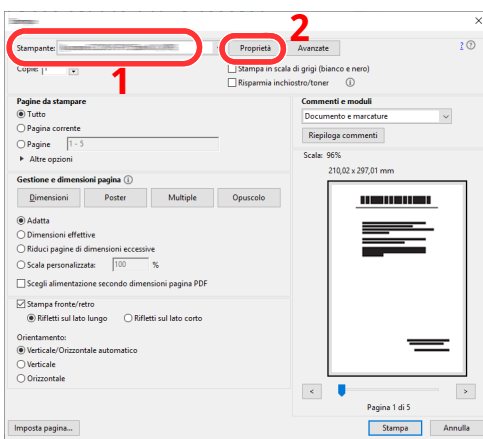 2
Stampante:
Proprietà
Avanzate
?
1
Copie: 1
Stampa in scala di grigi (bianco e nero)
Risparmia inchiostro/toner
Pagine da stampare
Tutto
Pagina corrente
Pagine 1 - 5
Altre opzioni
Gestione e dimensioni pagina
Dimensioni
Poster
Multiple
Opuscolo
Adatta
Dimensioni effettive
Riduci pagine di dimensioni eccessive
Scala personalizzata: 100 %
Scegli alimentazione secondo dimensioni pagina PDF
Stampa fronte/retro
Rifletti sul lato lungo
Rifletti sul lato corto
Orientamento:
Verticale/Orizzontale automatico
Verticale
Orizzontale
Commenti e moduli
Documento e marcature
Riepiloga commenti
Scala: 96%
210,02 x 297,01 mm
<
>
Pagina 1 di 5
Imposta pagina...
Stampa
Annulla